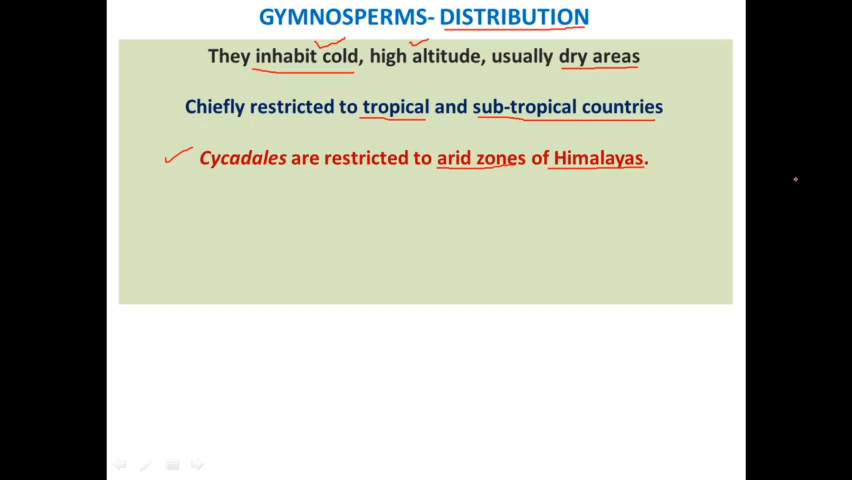 GYMNOSPERMS- DISTRIBUTION
They inhabit cold, high altitude, usually dry areas
Chiefly restricted to tropical and sub-tropical countries
Cycadales are restricted to arid zones of Himalayas.